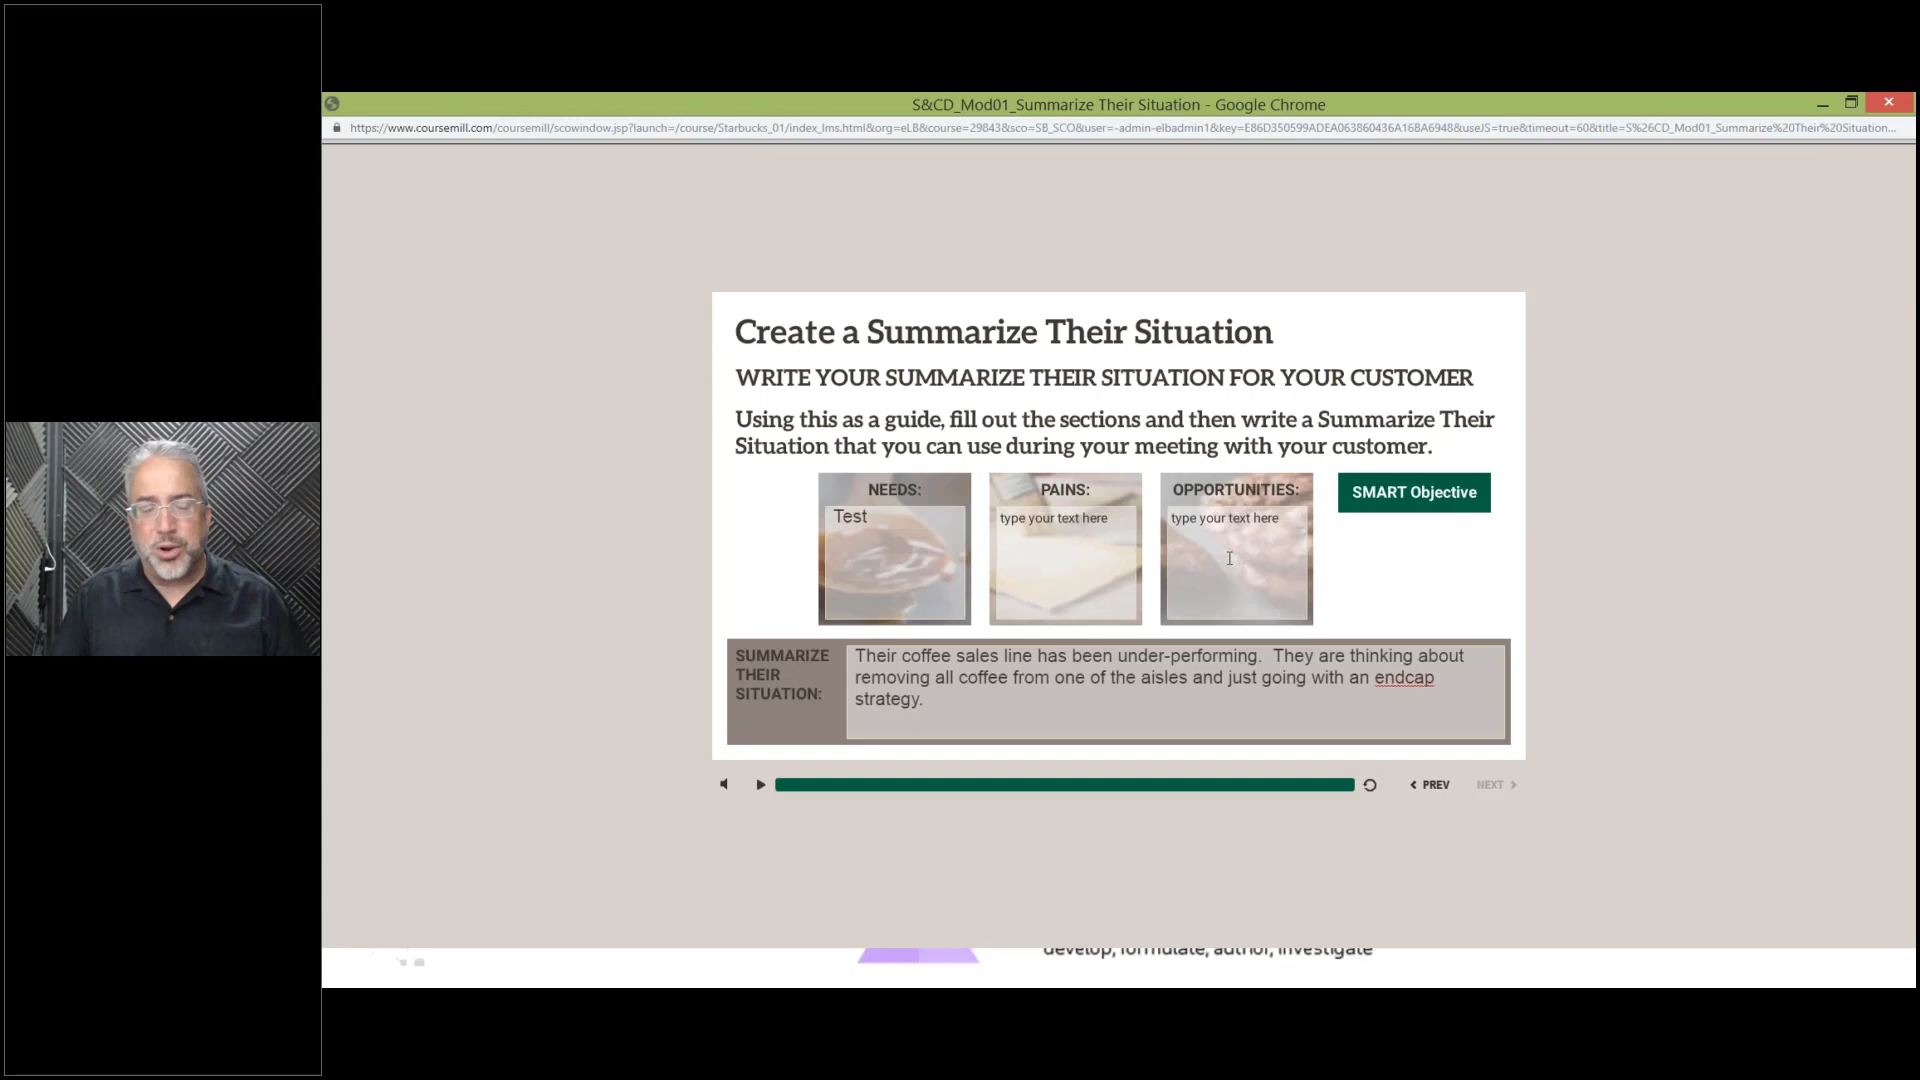 S&CD_Mod01_Summarize Their Situation - Google Chrome
https://www.coursemill.com/coursemill/scowindow.jsp?launch=/course/Starbucks_01/index_lms.html&org=eLB&course=29843&sco=SB_SCO&user=-admin-elbadmin1&key=E86D350599ADEA063860436A16BA6948&useJS=true&timeout=60&title=S%26CD_Mod01_Summarize%20Their%20Situation...
Create a Summarize Their Situation
WRITE YOUR SUMMARIZE THEIR SITUATION FOR YOUR CUSTOMER
Using this as a guide, fill out the sections and then write a Summarize Their
Situation that you can use during your meeting with your customer.
NEEDS:
Test
PAINS:
type your text here
OPPORTUNITIES:
type your text here
SMART Objective
SUMMARIZE
THEIR
SITUATION:
Their coffee sales line has been under-performing.  They are thinking about
removing all coffee from one of the aisles and just going with an endcap
strategy.
PREV
NEXT
develop, formulate, author, investigate